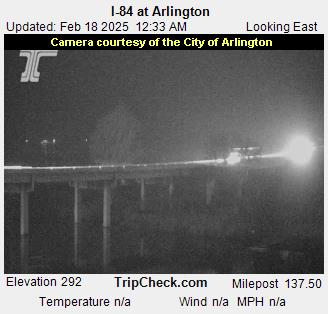 I-84 at Arlington
Updated: Feb 18 2025 12:33 AM Looking East
Camera courtesy of the City of Arlington
Elevation 292 TripCheck.com Milepost 137.50
Temperature n/a Wind n/a MPH n/a